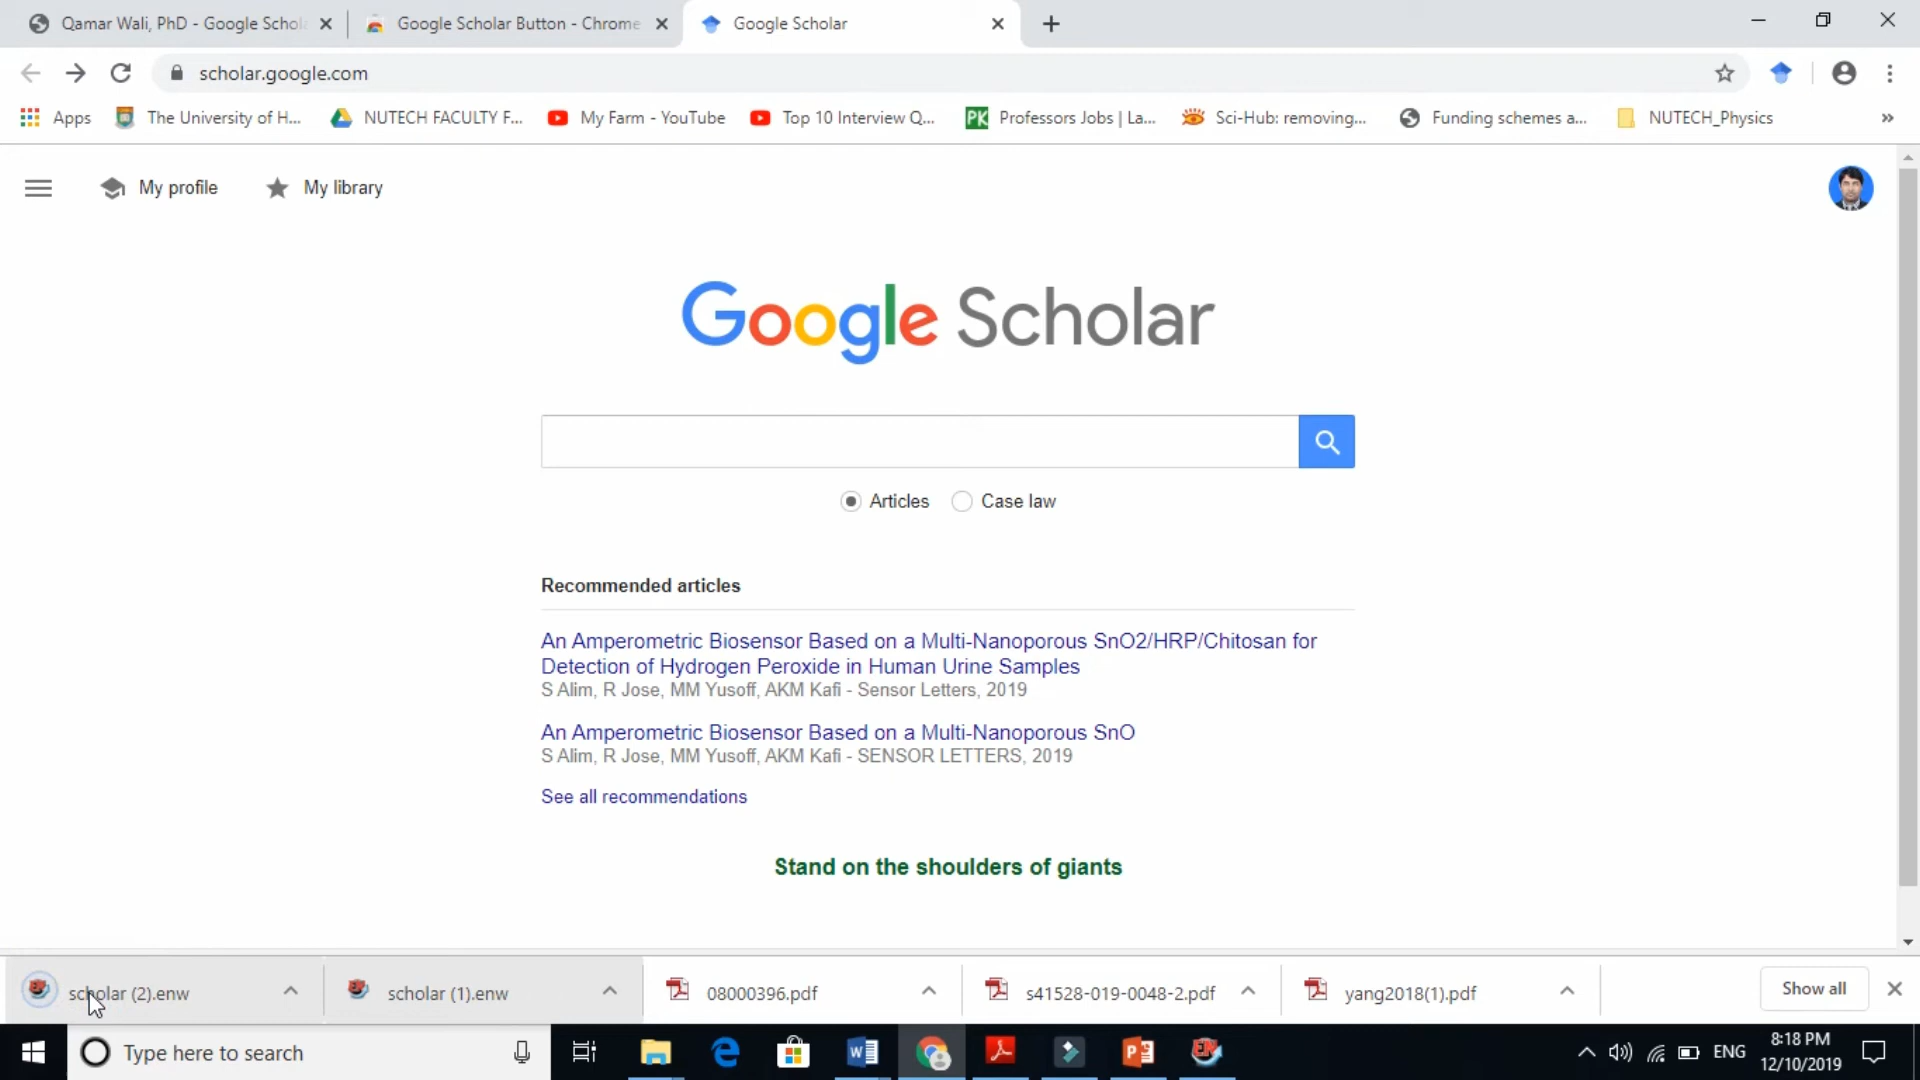 Qamar Wali, PhD - Google Schol
Google Scholar Button - Chrome
Google Scholar
scholar.google.com
Apps
The University of H...
NUTECH FACULTY F...
My Farm - YouTube
Top 10 Interview Q...
PK Professors Jobs | La...
Sci-Hub: removing...
Funding schemes a...
NUTECH_Physics
My profile
My library
Google Scholar
Articles
Case law
Recommended articles
An Amperometric Biosensor Based on a Multi-Nanoporous SnO2/HRP/Chitosan for
Detection of Hydrogen Peroxide in Human Urine Samples
S Alim, R Jose, MM Yusoff, AKM Kafi - Sensor Letters, 2019
An Amperometric Biosensor Based on a Multi-Nanoporous SnO
S Alim, R Jose, MM Yusoff, AKM Kafi - SENSOR LETTERS, 2019
See all recommendations
Stand on the shoulders of giants
scholar (2).enw
scholar (1).enw
08000396.pdf
s41528-019-0048-2.pdf
yang2018(1).pdf
Show all
Type here to search
ENG
8:18 PM
12/10/2019